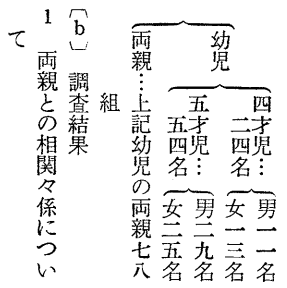 幼児
四才児…二四名
男一一名
女一三名
五才児…五四名
男二九名
女二五名
両親…上記幼児の両親七八
組
〔b〕 調査結果
1 両親との相関々係につい
て